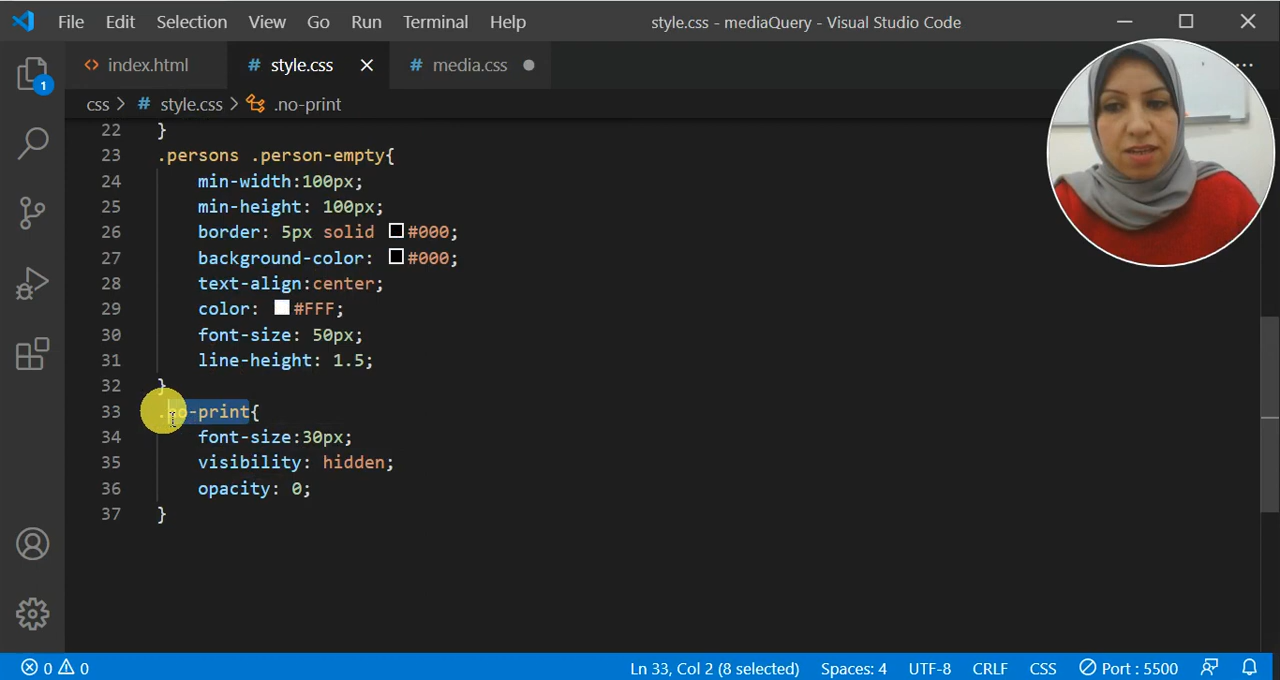 File Edit Selection View Go Run Terminal Help style.css - mediaQuery - Visual Studio Code
<> index.html # style.css # media.css
1
css > # style.css > .no-print
22 }
23 .persons .person-empty{
24 min-width:100px;
25 min-height: 100px;
26 border: 5px solid #000;
27 background-color: #000;
28 text-align:center;
29 color: #FFF;
30 font-size: 50px;
31 line-height: 1.5;
32 }
33 .no-print{
34 font-size:30px;
35 visibility: hidden;
36 opacity: 0;
37 }
0 0 Ln 33, Col 2 (8 selected) Spaces: 4 UTF-8 CRLF CSS Port : 5500